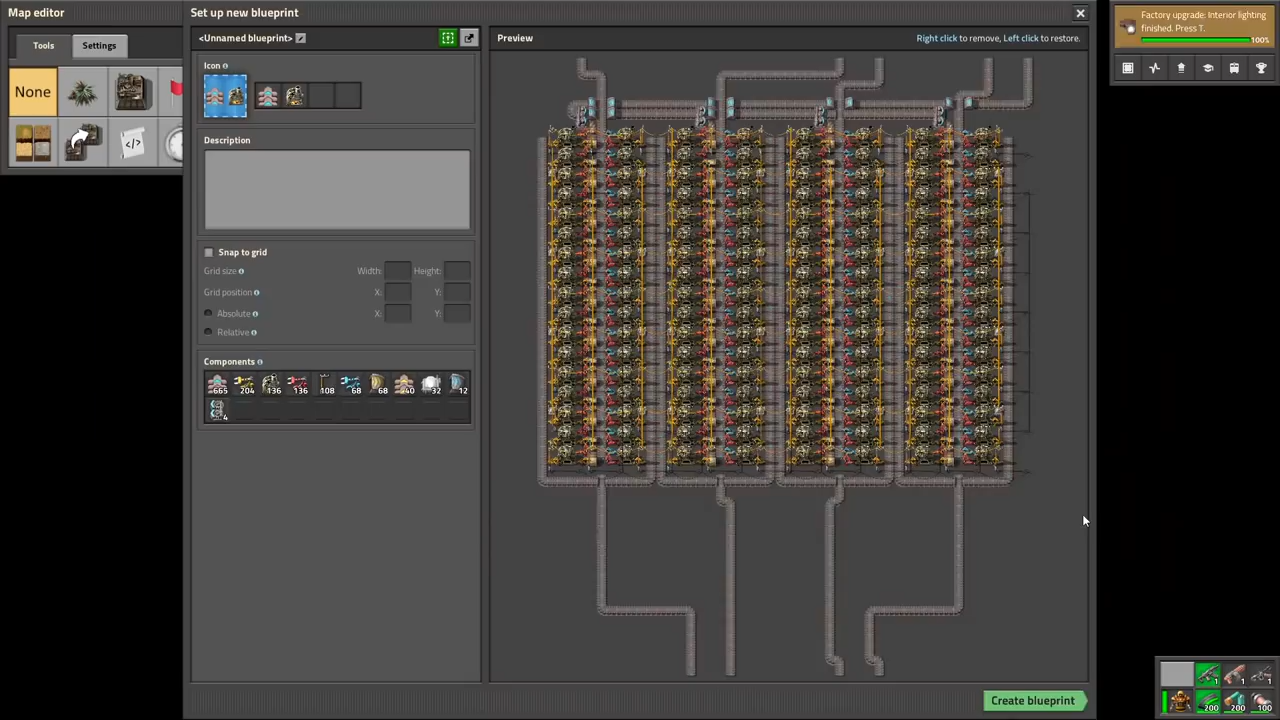 Map editor
Tools
Settings
None
Set up new blueprint
<Unnamed blueprint>
Icon
Description
Snap to grid
Grid size
Width:
Height:
Grid position
X:
Y:
Absolute
X:
Y:
Relative
Components
665
204
136
136
108
68
68
40
32
12
4
Preview
Right click to remove, Left click to restore.
Create blueprint
Factory upgrade: Interior lighting
finished. Press T.
100%
1
1
1
200
200
100